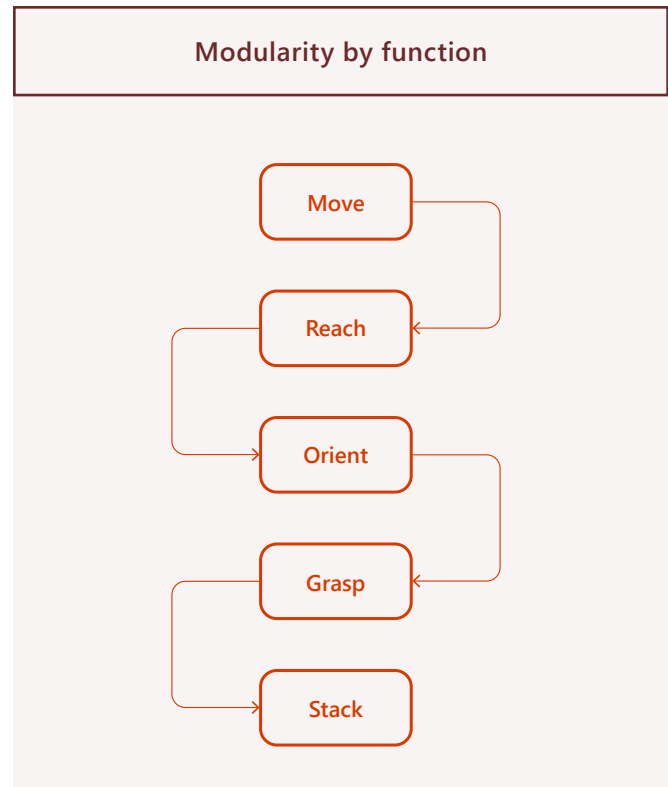 Modularity by function
Move
Reach
Orient
Grasp
Stack